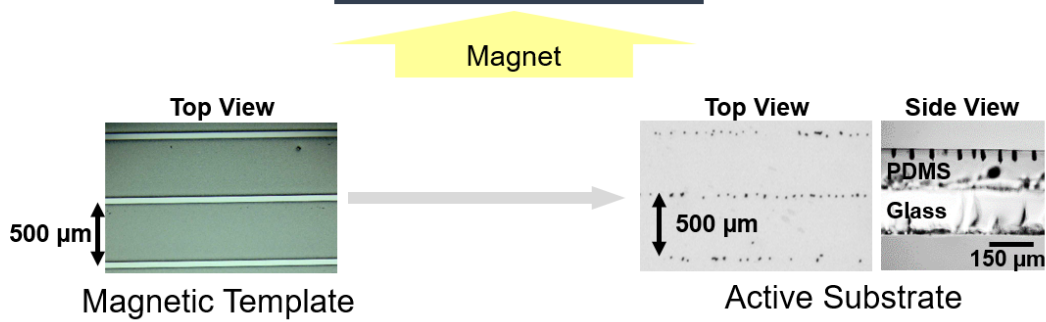 Magnet
Top View
Top View
Side View
500 µm
500 µm
PDMS
Glass
150 µm
Magnetic Template
Active Substrate